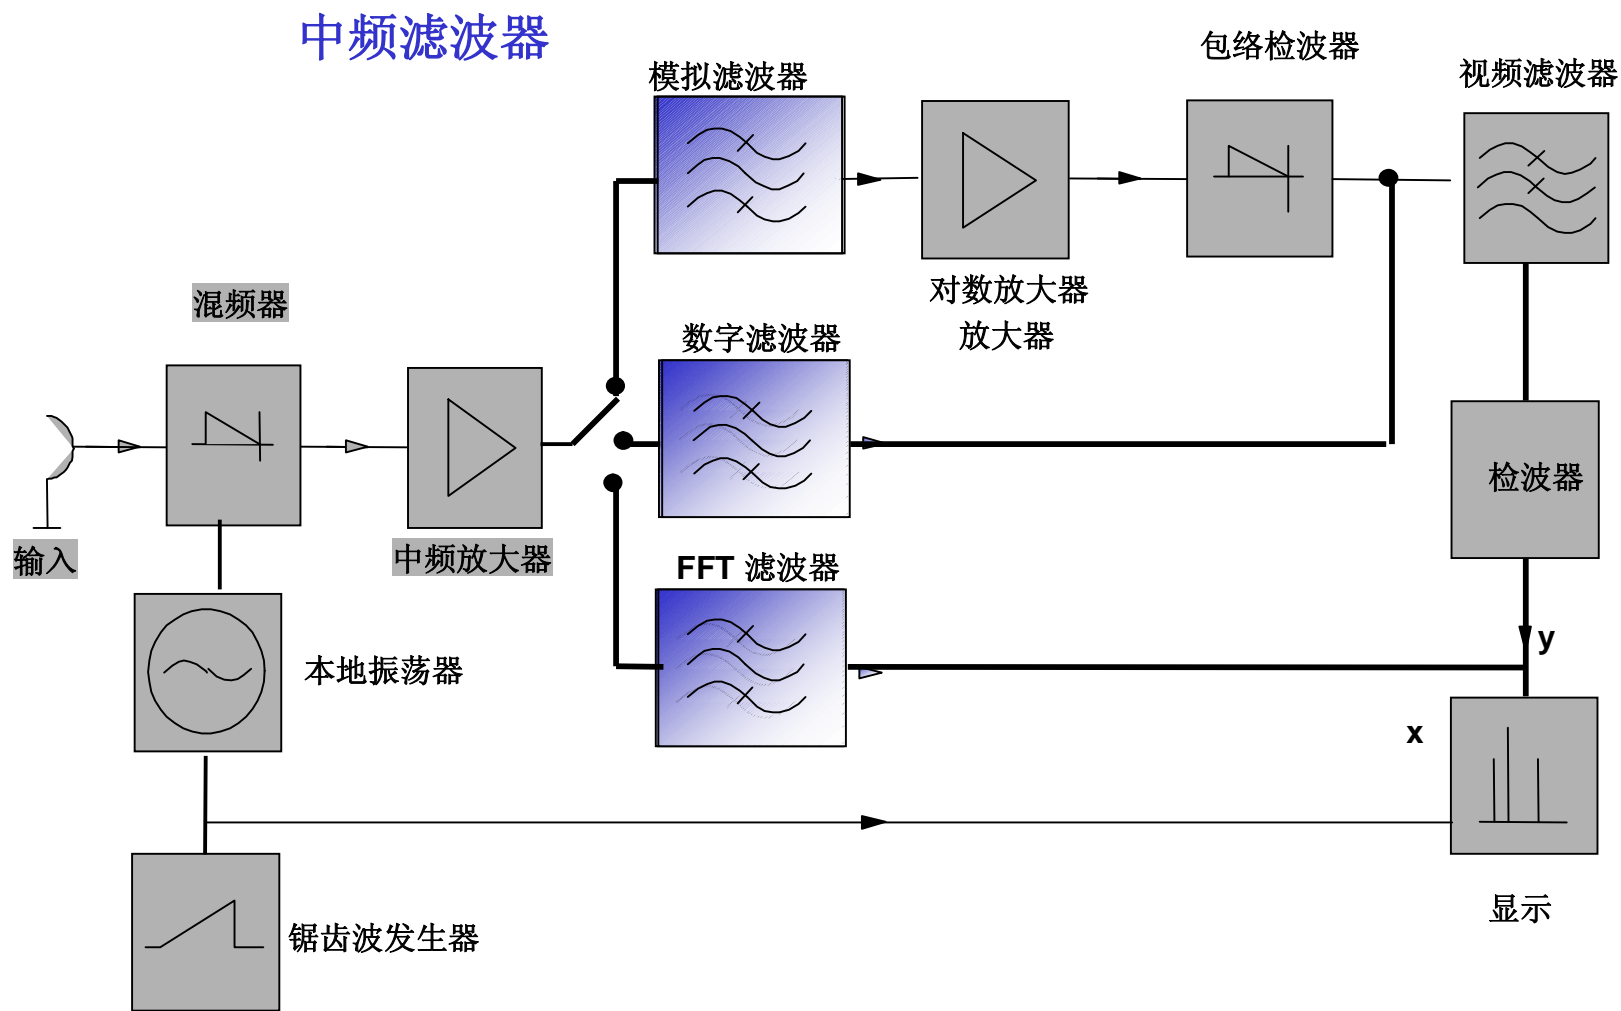 中频滤波器
包络检波器
视频滤波器
模拟滤波器
对数放大器
放大器
混频器
数字滤波器
检波器
输入
中频放大器
FFT 滤波器
y
本地振荡器
x
显示
锯齿波发生器